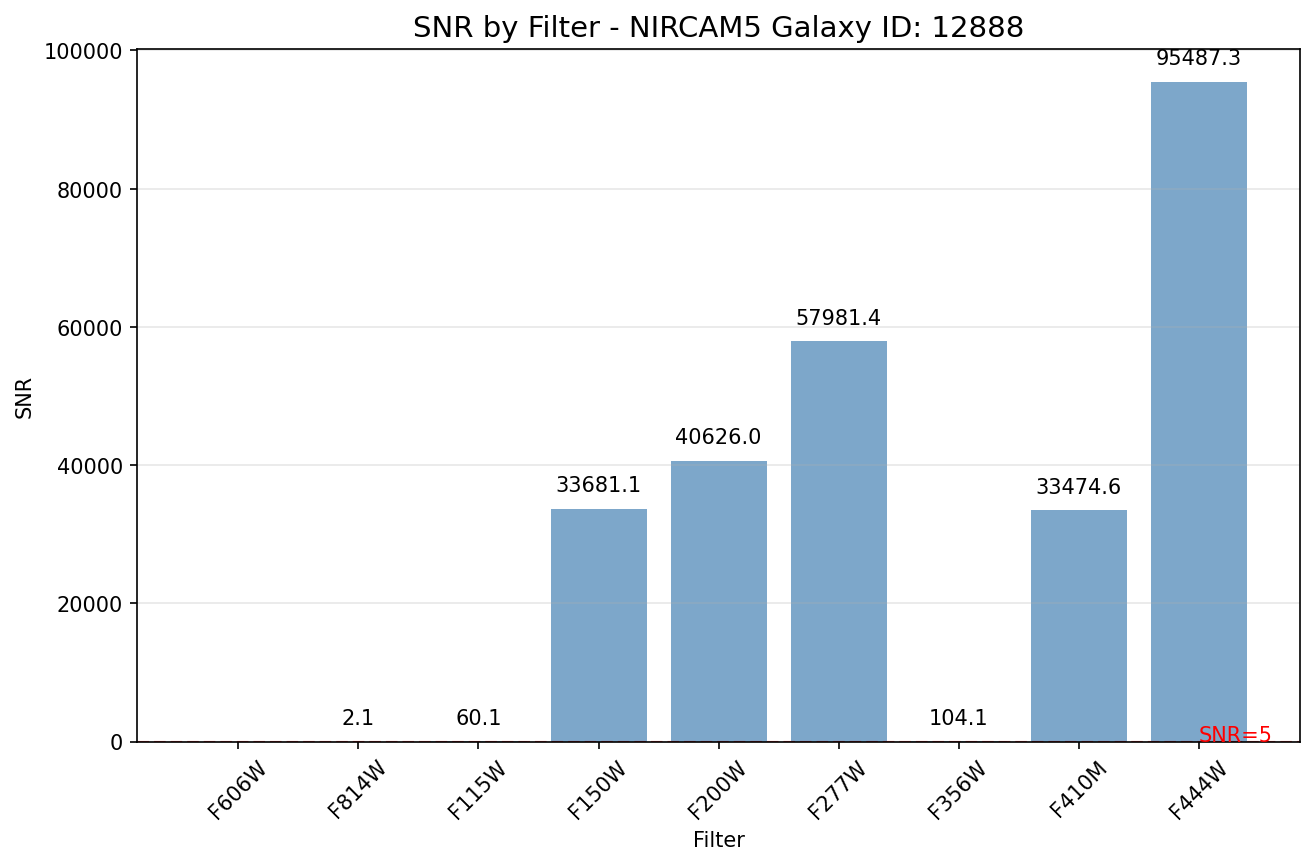 SNR by Filter - NIRCAM5 Galaxy ID: 12888
100000
80000
60000
40000
20000
0
SNR
95487.3
57981.4
40626.0
33681.1
33474.6
2.1
60.1
104.1
SNR=5
F606W
F814W
F115W
F150W
F200W
F277W
F356W
F410M
F444W
Filter